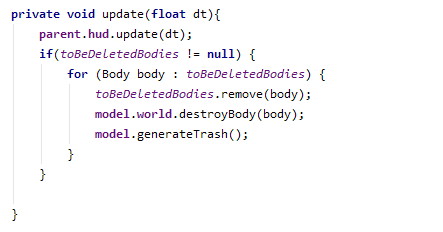 private void update(float dt){
    parent.hud.update(dt);
    if(toBeDeletedBodies != null) {
        for (Body body : toBeDeletedBodies) {
            toBeDeletedBodies.remove(body);
            model.world.destroyBody(body);
            model.generateTrash();
        }
    }
}